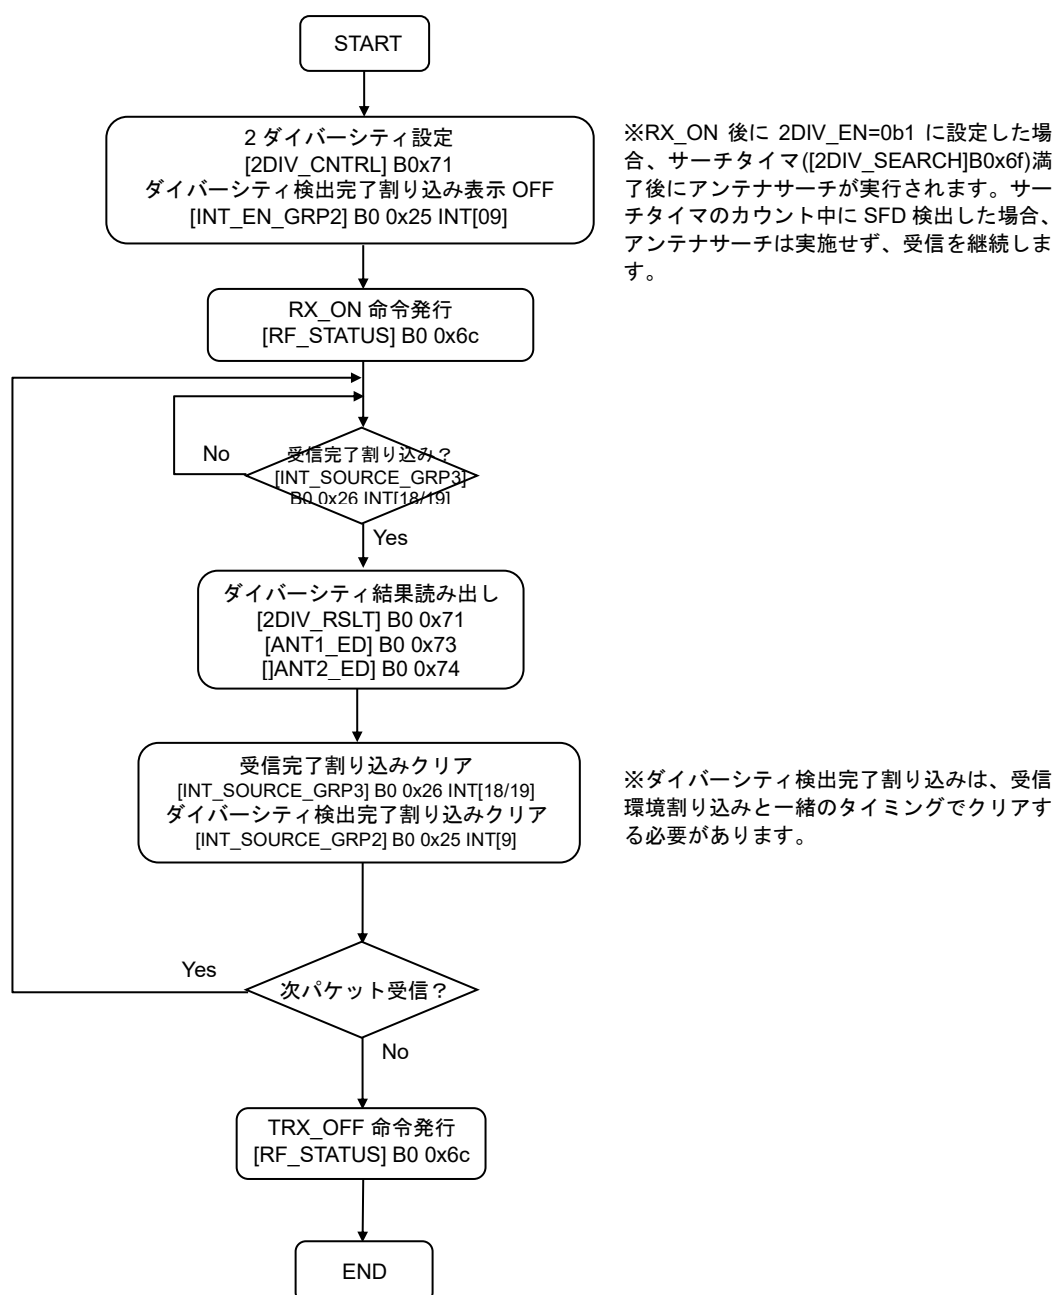 START
2 ダイバーシティ設定
[2DIV_CNTRL] B0x71
ダイバーシティ検出完了割り込み表示 OFF
[INT_EN_GRP2] B0 0x25 INT[09]
※RX_ON 後に 2DIV_EN=0b1 に設定した場
合、サーチタイマ([2DIV_SEARCH]B0x6f)満
了後にアンテナサーチが実行されます。サー
チタイマのカウント中に SFD 検出した場合、
アンテナサーチは実施せず、受信を継続しま
す。
RX_ON 命令発行
[RF_STATUS] B0 0x6c
No
受信完了割り込み？
[INT_SOURCE_GRP3]
B0 0x26 INT[18/19]
Yes
ダイバーシティ結果読み出し
[2DIV_RSLT] B0 0x71
[ANT1_ED] B0 0x73
[]ANT2_ED] B0 0x74
受信完了割り込みクリア
[INT_SOURCE_GRP3] B0 0x26 INT[18/19]
ダイバーシティ検出完了割り込みクリア
[INT_SOURCE_GRP2] B0 0x25 INT[9]
※ダイバーシティ検出完了割り込みは、受信
環境割り込みと一緒のタイミングでクリアす
る必要があります。
Yes
次パケット受信？
No
TRX_OFF 命令発行
[RF_STATUS] B0 0x6c
END